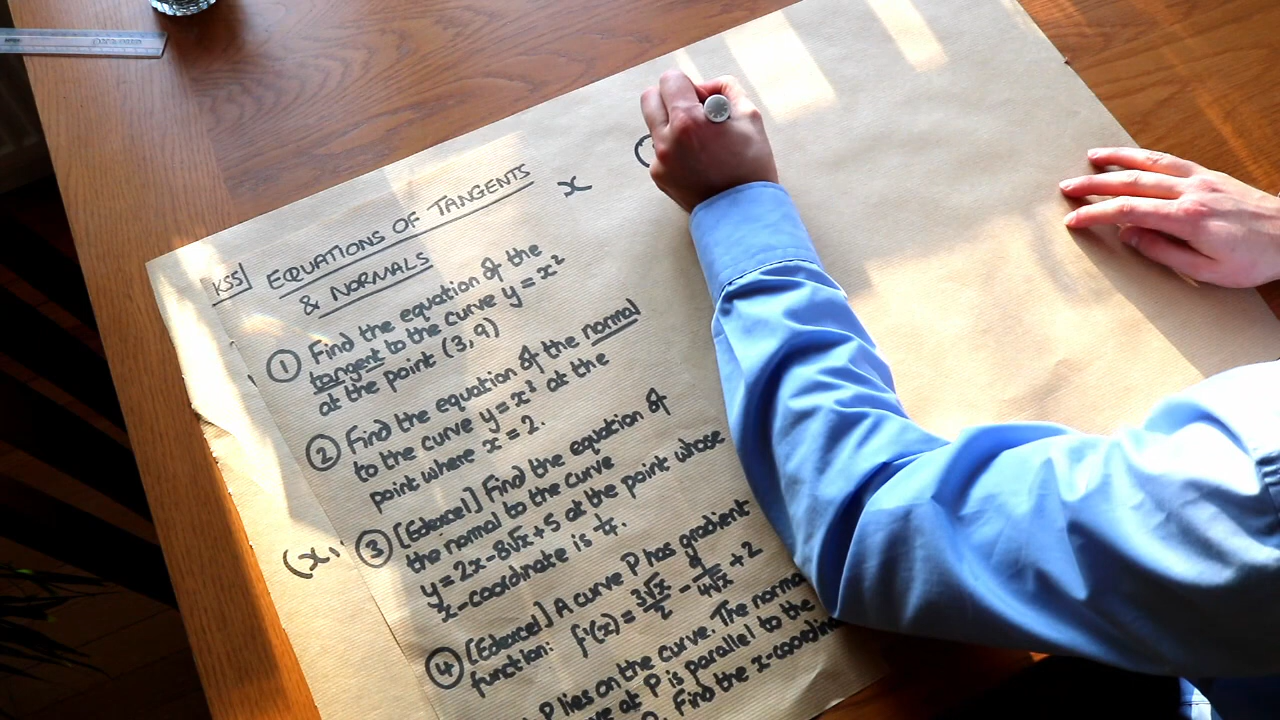 KS5
EQUATIONS OF TANGENTS
& NORMALS
x
① Find the equation of the
tangent to the curve y = x²
at the point (3,9)
② Find the equation of the normal
to the curve y = x³ at the
point where x = 2.
③ [Edexcel] Find the equation of
the normal to the curve
y = 2x - 8√x + 5 at the point whose
x-coordinate is ¼.
(x,
④ [Edexcel] A curve P has gradient
function: f'(x) = 3√x/2 - 9/4√x + 2
P lies on the curve. The
at P is parallel to the
Find the x-coordin